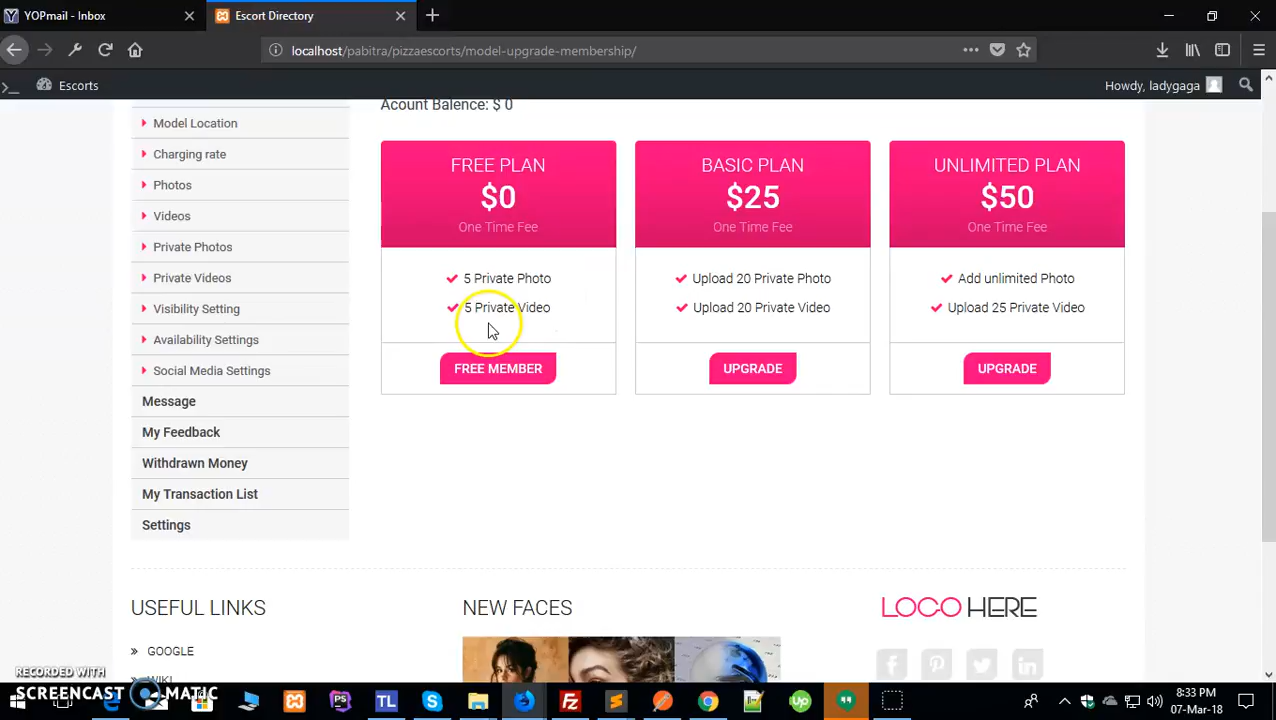 YOPmail - Inbox
Escort Directory
localhost/pabitra/pizzaescorts/model-upgrade-membership/
Escorts
Howdy, ladygaga
Acount Balence: $ 0
Model Location
Charging rate
Photos
Videos
Private Photos
Private Videos
Visibility Setting
Availability Settings
Social Media Settings
Message
My Feedback
Withdrawn Money
My Transaction List
Settings
FREE PLAN
$0
One Time Fee
5 Private Photo
5 Private Video
FREE MEMBER
BASIC PLAN
$25
One Time Fee
Upload 20 Private Photo
Upload 20 Private Video
UPGRADE
UNLIMITED PLAN
$50
One Time Fee
Add unlimited Photo
Upload 25 Private Video
UPGRADE
USEFUL LINKS
GOOGLE
WIKI
NEW FACES
LOGO HERE
RECORDED WITH
SCREENCAST MATIC
8:33 PM
07-Mar-18